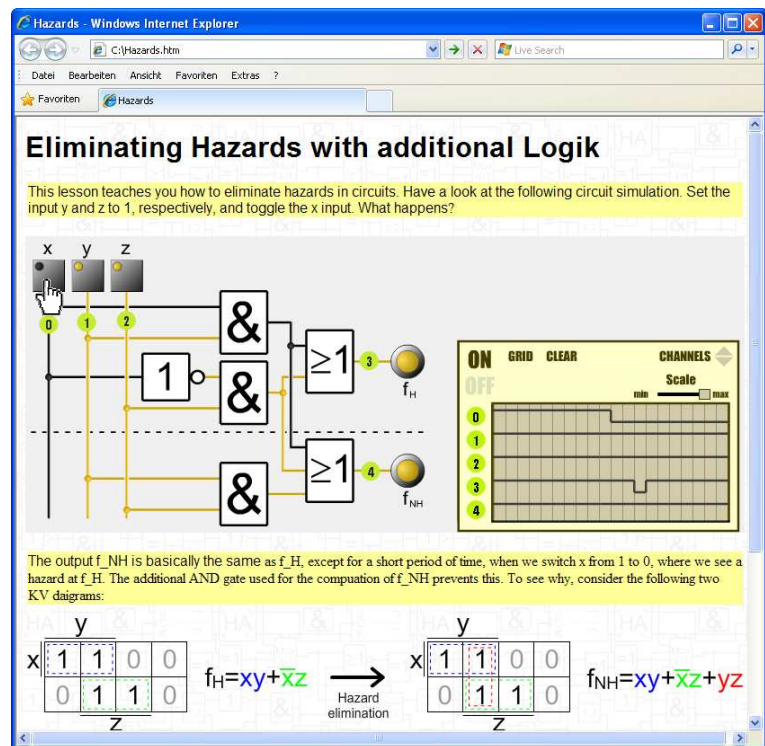 Hazards - Windows Internet Explorer
C:\Hazards.htm
Live Search
Datei Bearbeiten Ansicht Favoriten Extras ?
Favoriten Hazards
Eliminating Hazards with additional Logik
This lesson teaches you how to eliminate hazards in circuits. Have a look at the following circuit simulation. Set the
input y and z to 1, respectively, and toggle the x input. What happens?
x y z
0 1 2
&
1
&
≥1
3
f_H
&
≥1
4
f_NH
ON GRID CLEAR CHANNELS
OFF
Scale
min max
0
1
2
3
4
The output f_NH is basically the same as f_H, except for a short period of time, when we switch x from 1 to 0, where we see a
hazard at f_H. The additional AND gate used for the compuation of f_NH prevents this. To see why, consider the following two
KV daigrams:
y
x 1 1 0 0
0 1 1 0
z
f_H=xy+x̅z
Hazard
elimination
y
x 1 1 0 0
0 1 1 0
z
f_NH=xy+x̅z+yz